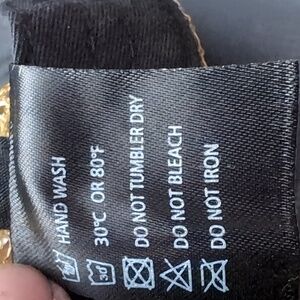 HAND WASH
30°C OR 80°F
DO NOT TUMBLER DRY
DO NOT BLEACH
DO NOT IRON